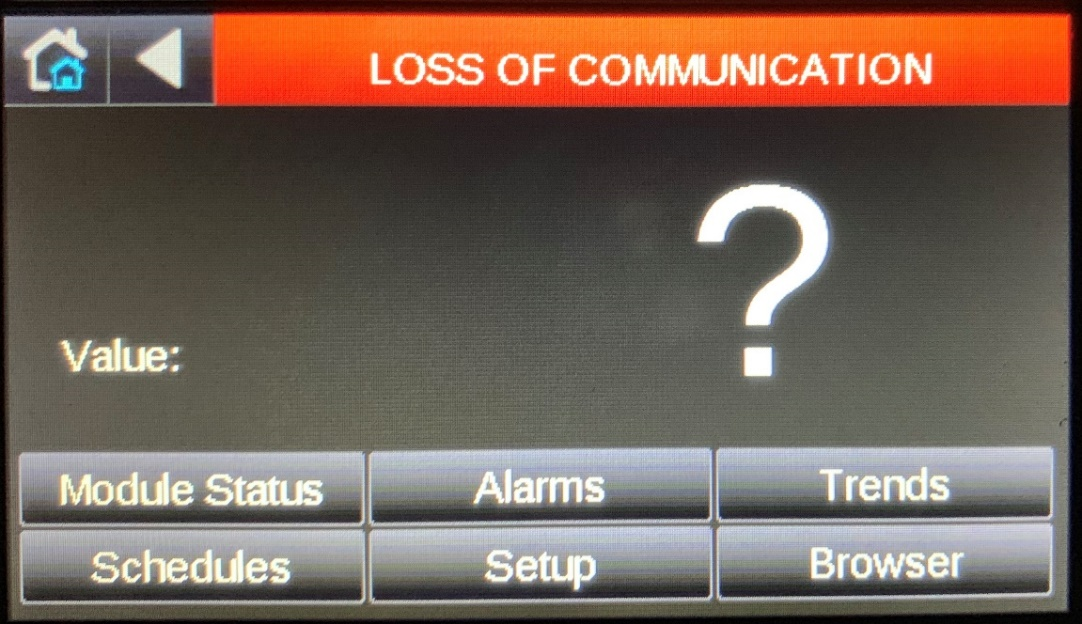 LOSS OF COMMUNICATION
?
Value:
Module Status
Alarms
Trends
Schedules
Setup
Browser